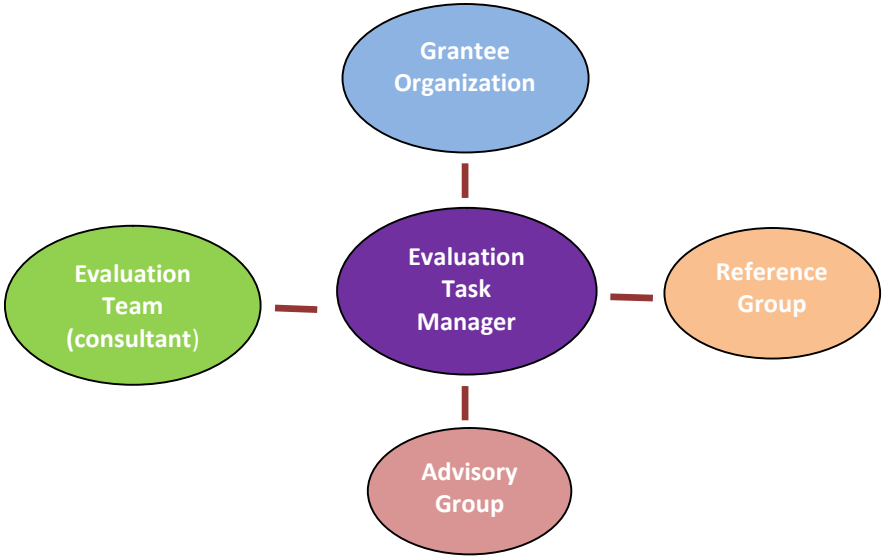 Grantee
Organization
Evaluation
Team
(consultant)
Evaluation
Task
Manager
Reference
Group
Advisory
Group